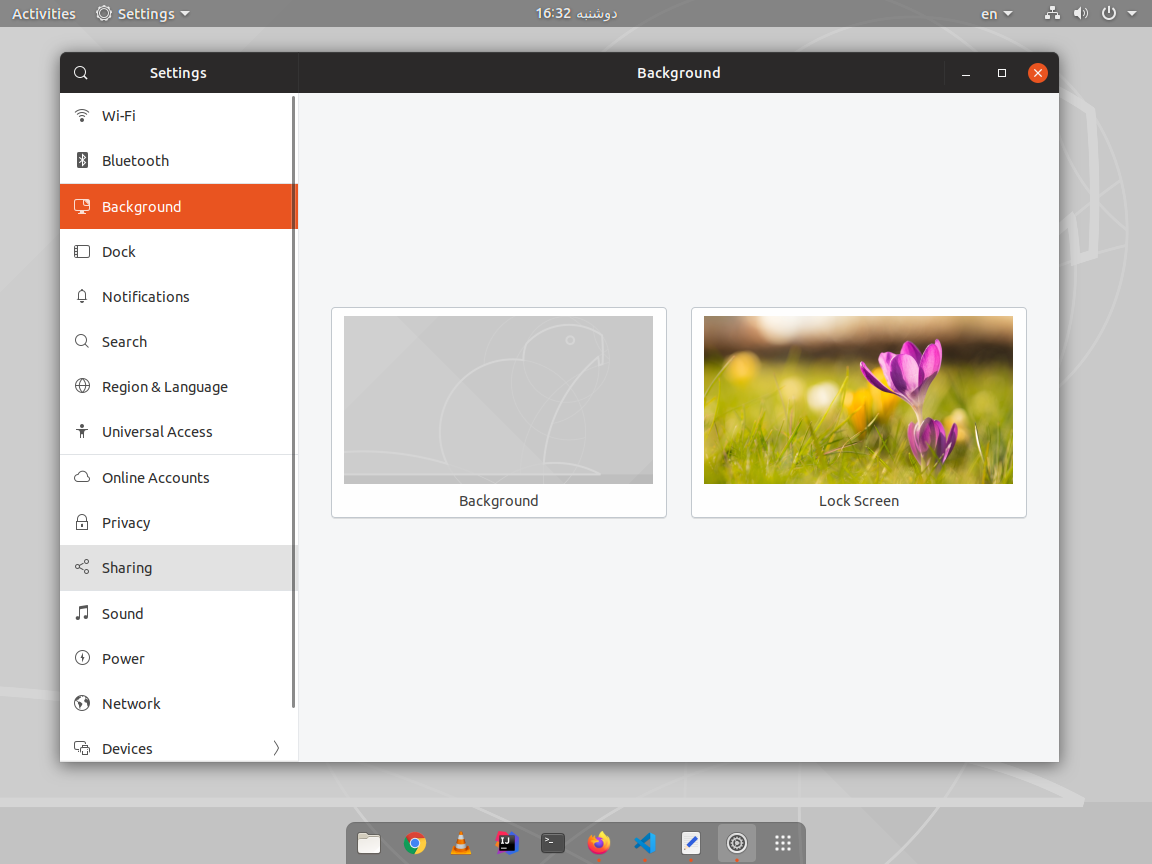 Activities
Settings
دوشنبه 16:32
en
Settings
Background
Wi-Fi
Bluetooth
Background
Dock
Notifications
Search
Region & Language
Universal Access
Online Accounts
Privacy
Sharing
Sound
Power
Network
Devices
Background
Lock Screen
IJ